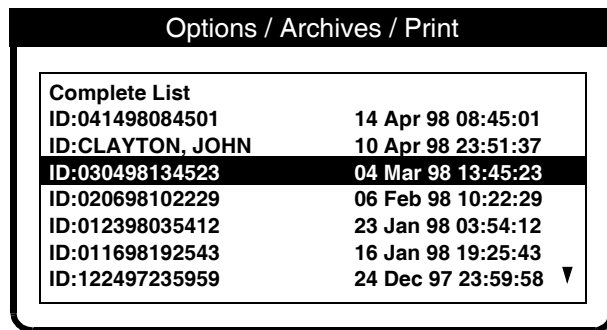 Options / Archives / Print
Complete List
ID:041498084501 14 Apr 98 08:45:01
ID:CLAYTON, JOHN 10 Apr 98 23:51:37
ID:030498134523 04 Mar 98 13:45:23
ID:020698102229 06 Feb 98 10:22:29
ID:012398035412 23 Jan 98 03:54:12
ID:011698192543 16 Jan 98 19:25:43
ID:122497235959 24 Dec 97 23:59:58